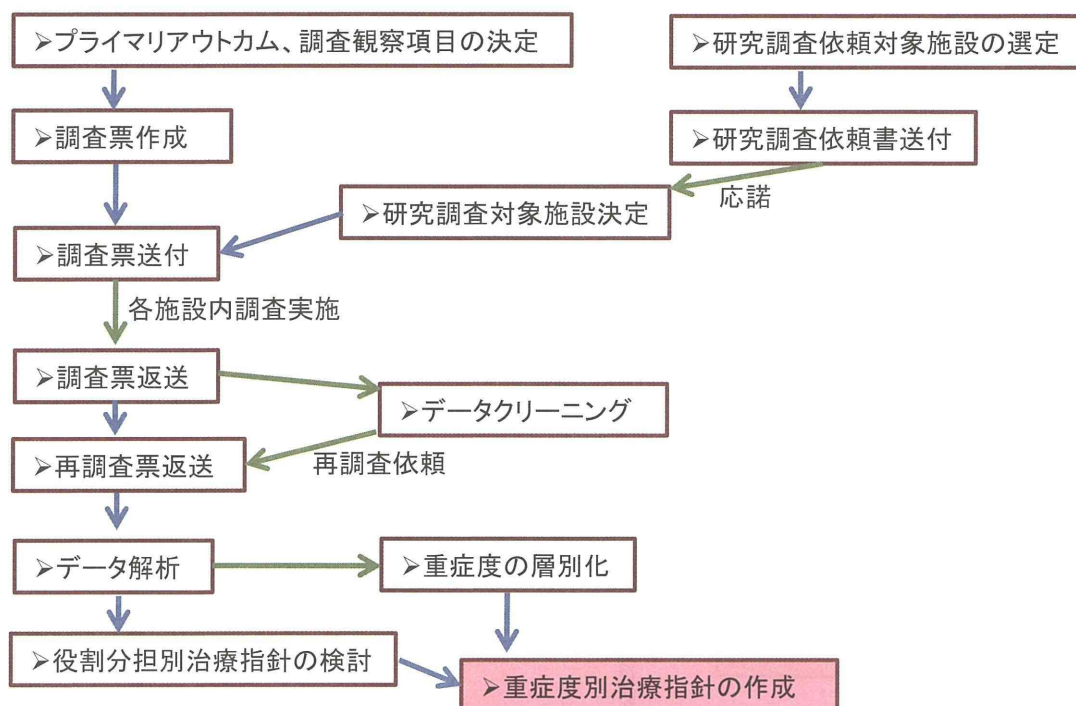 ➢プライマリアウトカム、調査観察項目の決定
➢研究調査依頼対象施設の選定
➢調査票作成
➢研究調査依頼書送付
応諾
➢研究調査対象施設決定
➢調査票送付
各施設内調査実施
➢調査票返送
➢データクリーニング
➢再調査票返送
再調査依頼
➢データ解析
➢重症度の層別化
➢役割分担別治療指針の検討
➢重症度別治療指針の作成